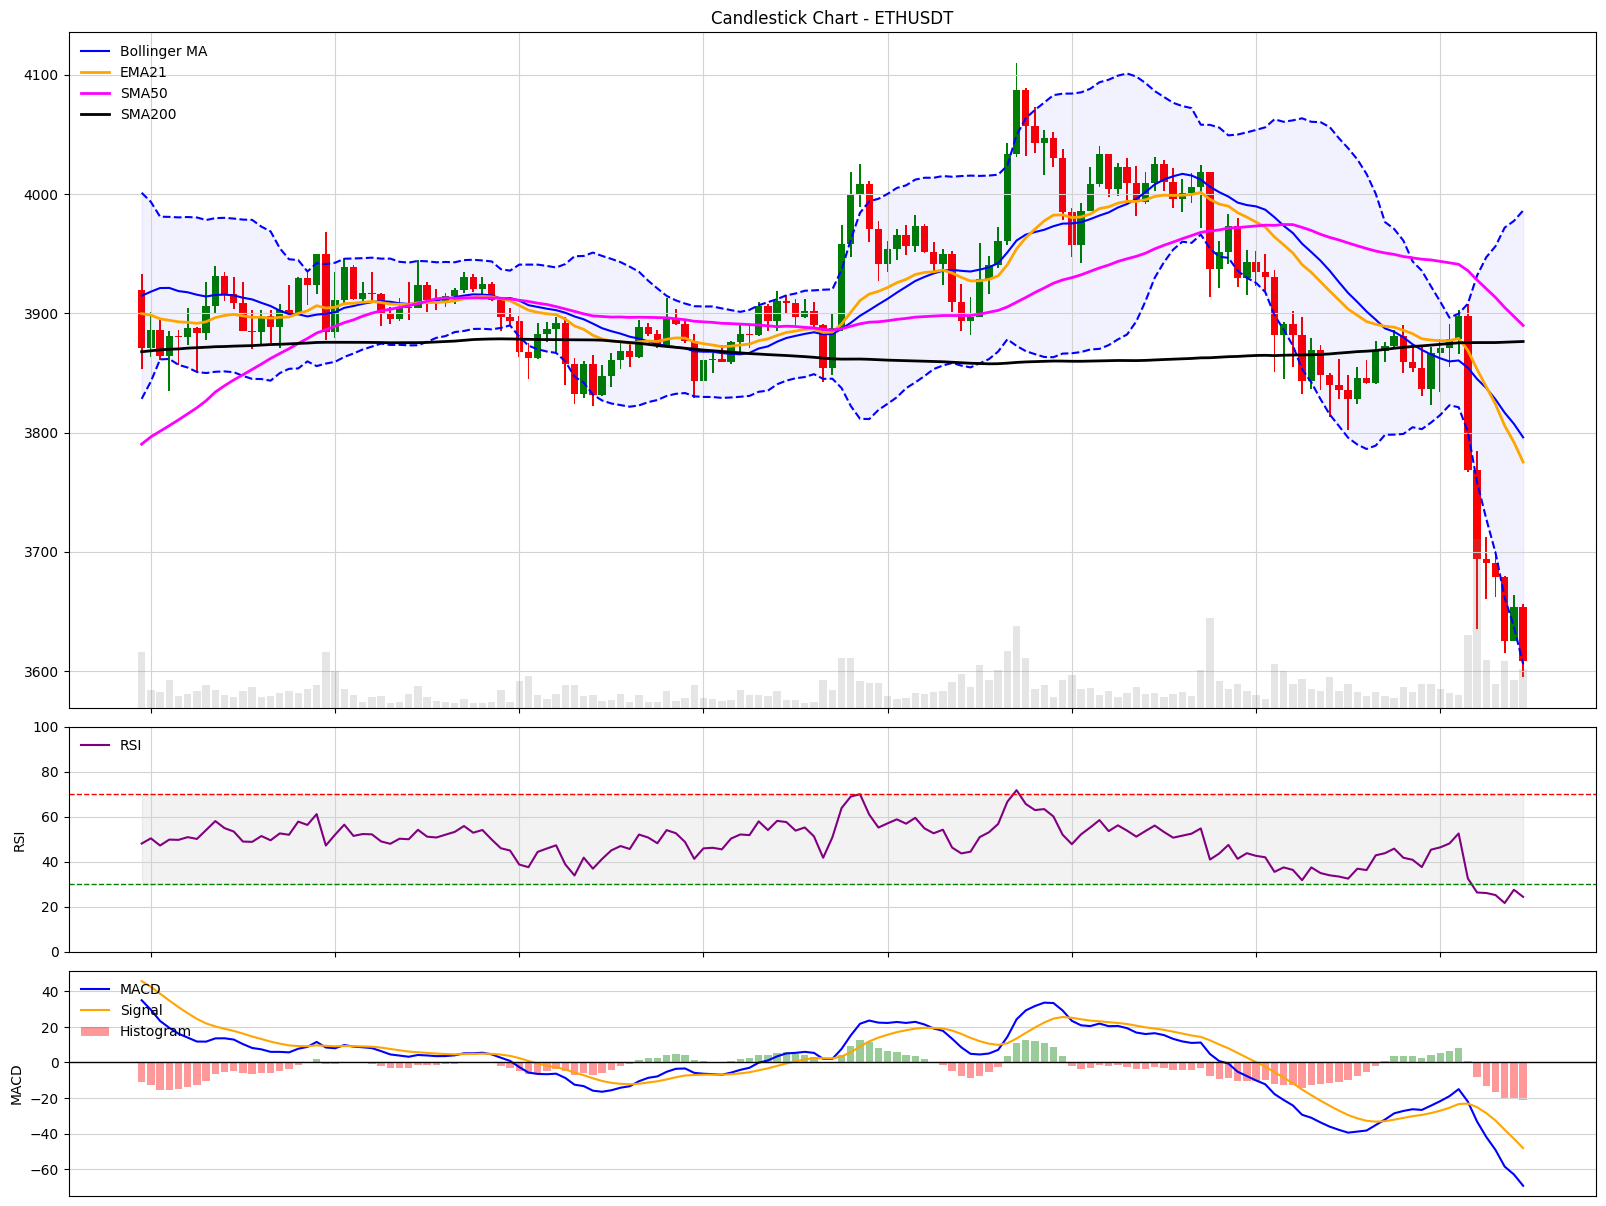 Candlestick Chart - ETHUSDT
Bollinger MA
EMA21
SMA50
SMA200
4100
4000
3900
3800
3700
3600
RSI
100
80
60
40
20
0
RSI
MACD
Signal
Histogram
40
20
0
−20
−40
−60
MACD